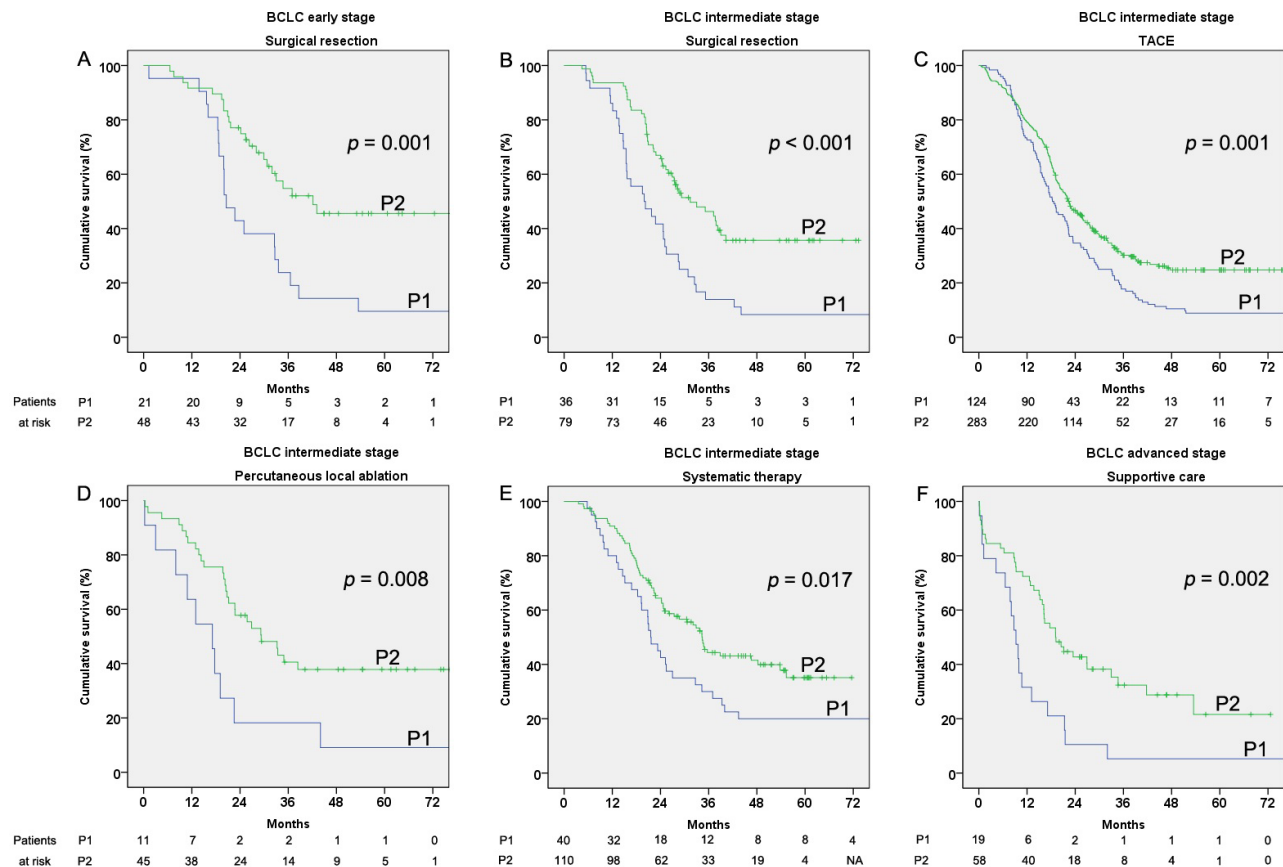 BCLC early stage
Surgical resection
A
Cumulative survival (%)
100
80
60
40
20
0
p = 0.001
P2
P1
0 12 24 36 48 60 72
Months
Patients P1 21 20 9 5 3 2 1
at risk P2 48 43 32 17 8 4 1
BCLC intermediate stage
Surgical resection
B
Cumulative survival (%)
100
80
60
40
20
0
p < 0.001
P2
P1
0 12 24 36 48 60 72
Months
P1 36 31 15 5 3 3 1
P2 79 73 46 23 10 5 1
BCLC intermediate stage
TACE
C
Cumulative survival (%)
100
80
60
40
20
0
p = 0.001
P2
P1
0 12 24 36 48 60 72
Months
P1 124 90 43 22 13 11 7
P2 283 220 114 52 27 16 5
BCLC intermediate stage
Percutaneous local ablation
D
Cumulative survival (%)
100
80
60
40
20
0
p = 0.008
P2
P1
0 12 24 36 48 60 72
Months
Patients P1 11 7 2 2 1 1 0
at risk P2 45 38 24 14 9 5 1
BCLC intermediate stage
Systematic therapy
E
Cumulative survival (%)
100
80
60
40
20
0
p = 0.017
P2
P1
0 12 24 36 48 60 72
Months
P1 40 32 18 12 8 8 4
P2 110 98 62 33 19 4 NA
BCLC advanced stage
Supportive care
F
Cumulative survival (%)
100
80
60
40
20
0
p = 0.002
P2
P1
0 12 24 36 48 60 72
Months
P1 19 6 2 1 1 1 0
P2 58 40 18 8 4 4 0